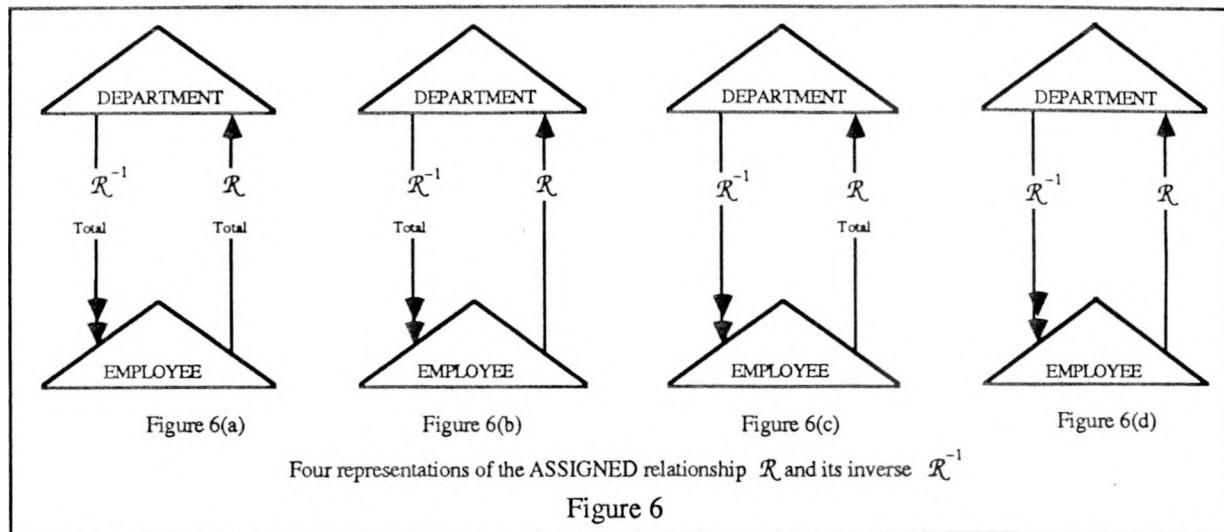 DEPARTMENT DEPARTMENT DEPARTMENT DEPARTMENT
ℛ⁻¹ ℛ ℛ⁻¹ ℛ ℛ⁻¹ ℛ ℛ⁻¹ ℛ
Total Total Total Total
EMPLOYEE EMPLOYEE EMPLOYEE EMPLOYEE
Figure 6(a) Figure 6(b) Figure 6(c) Figure 6(d)
Four representations of the ASSIGNED relationship ℛ and its inverse ℛ⁻¹
Figure 6